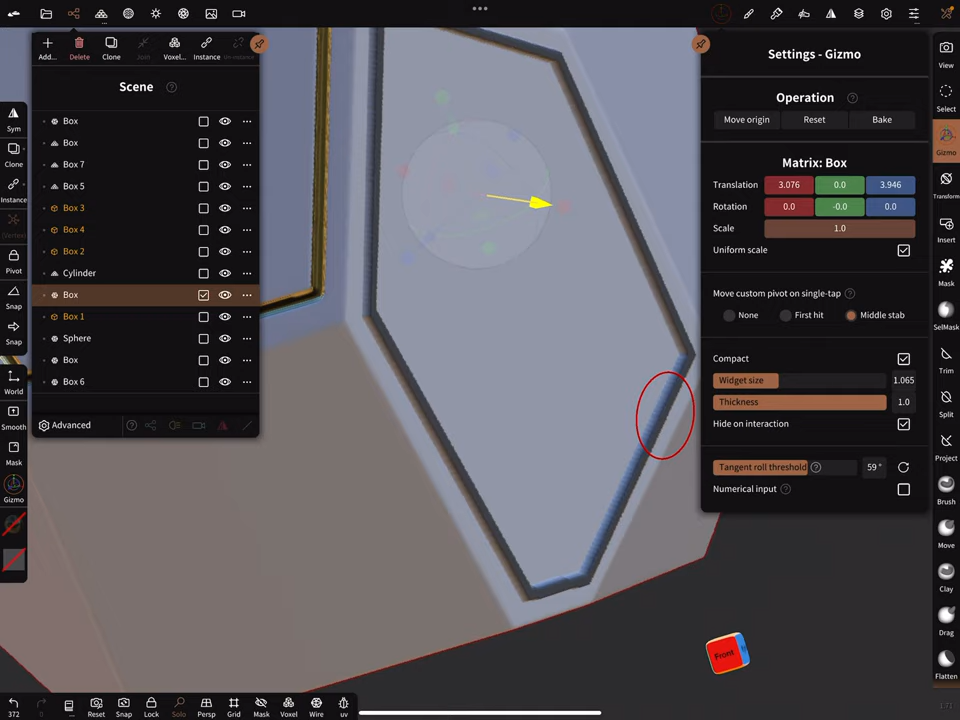 Add...
Delete
Clone
Join
Voxel...
Instance
Scene
Box
Box
Box 7
Box 5
Box 3
Box 4
Box 2
Cylinder
Box
Box 1
Sphere
Box
Box 6
Advanced
Sym
Clone
Instance
Pivot
Snap
Snap
World
Smooth
Mask
Gizmo
Settings - Gizmo
Operation
Move origin
Reset
Bake
Matrix: Box
Translation
3.076
0.0
3.946
Rotation
0.0
-0.0
0.0
Scale
1.0
Uniform scale
Move custom pivot on single-tap
None
First hit
Middle stab
Compact
Widget size
1.065
Thickness
1.0
Hide on interaction
Tangent roll threshold
59 °
Numerical input
View
Select
Gizmo
Transform
Insert
Mask
SelMask
Trim
Split
Project
Brush
Move
Clay
Drag
Flatten
Front
372
0
...
Reset
Snap
Lock
Solo
Persp
Grid
Mask
Voxel
Wire
uv
1.71